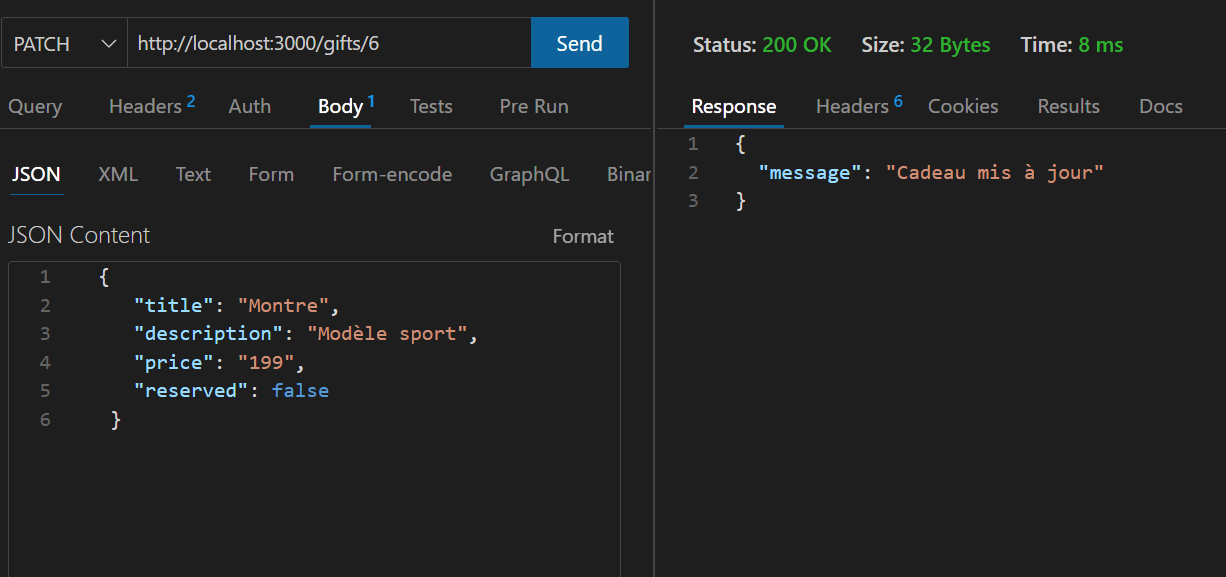 PATCH http://localhost:3000/gifts/6 Send
Query Headers 2 Auth Body 1 Tests Pre Run
JSON XML Text Form Form-encode GraphQL Binar
JSON Content Format
1 {
2 "title": "Montre",
3 "description": "Modèle sport",
4 "price": "199",
5 "reserved": false
6 }
Status: 200 OK Size: 32 Bytes Time: 8 ms
Response Headers 6 Cookies Results Docs
1 {
2 "message": "Cadeau mis à jour"
3 }